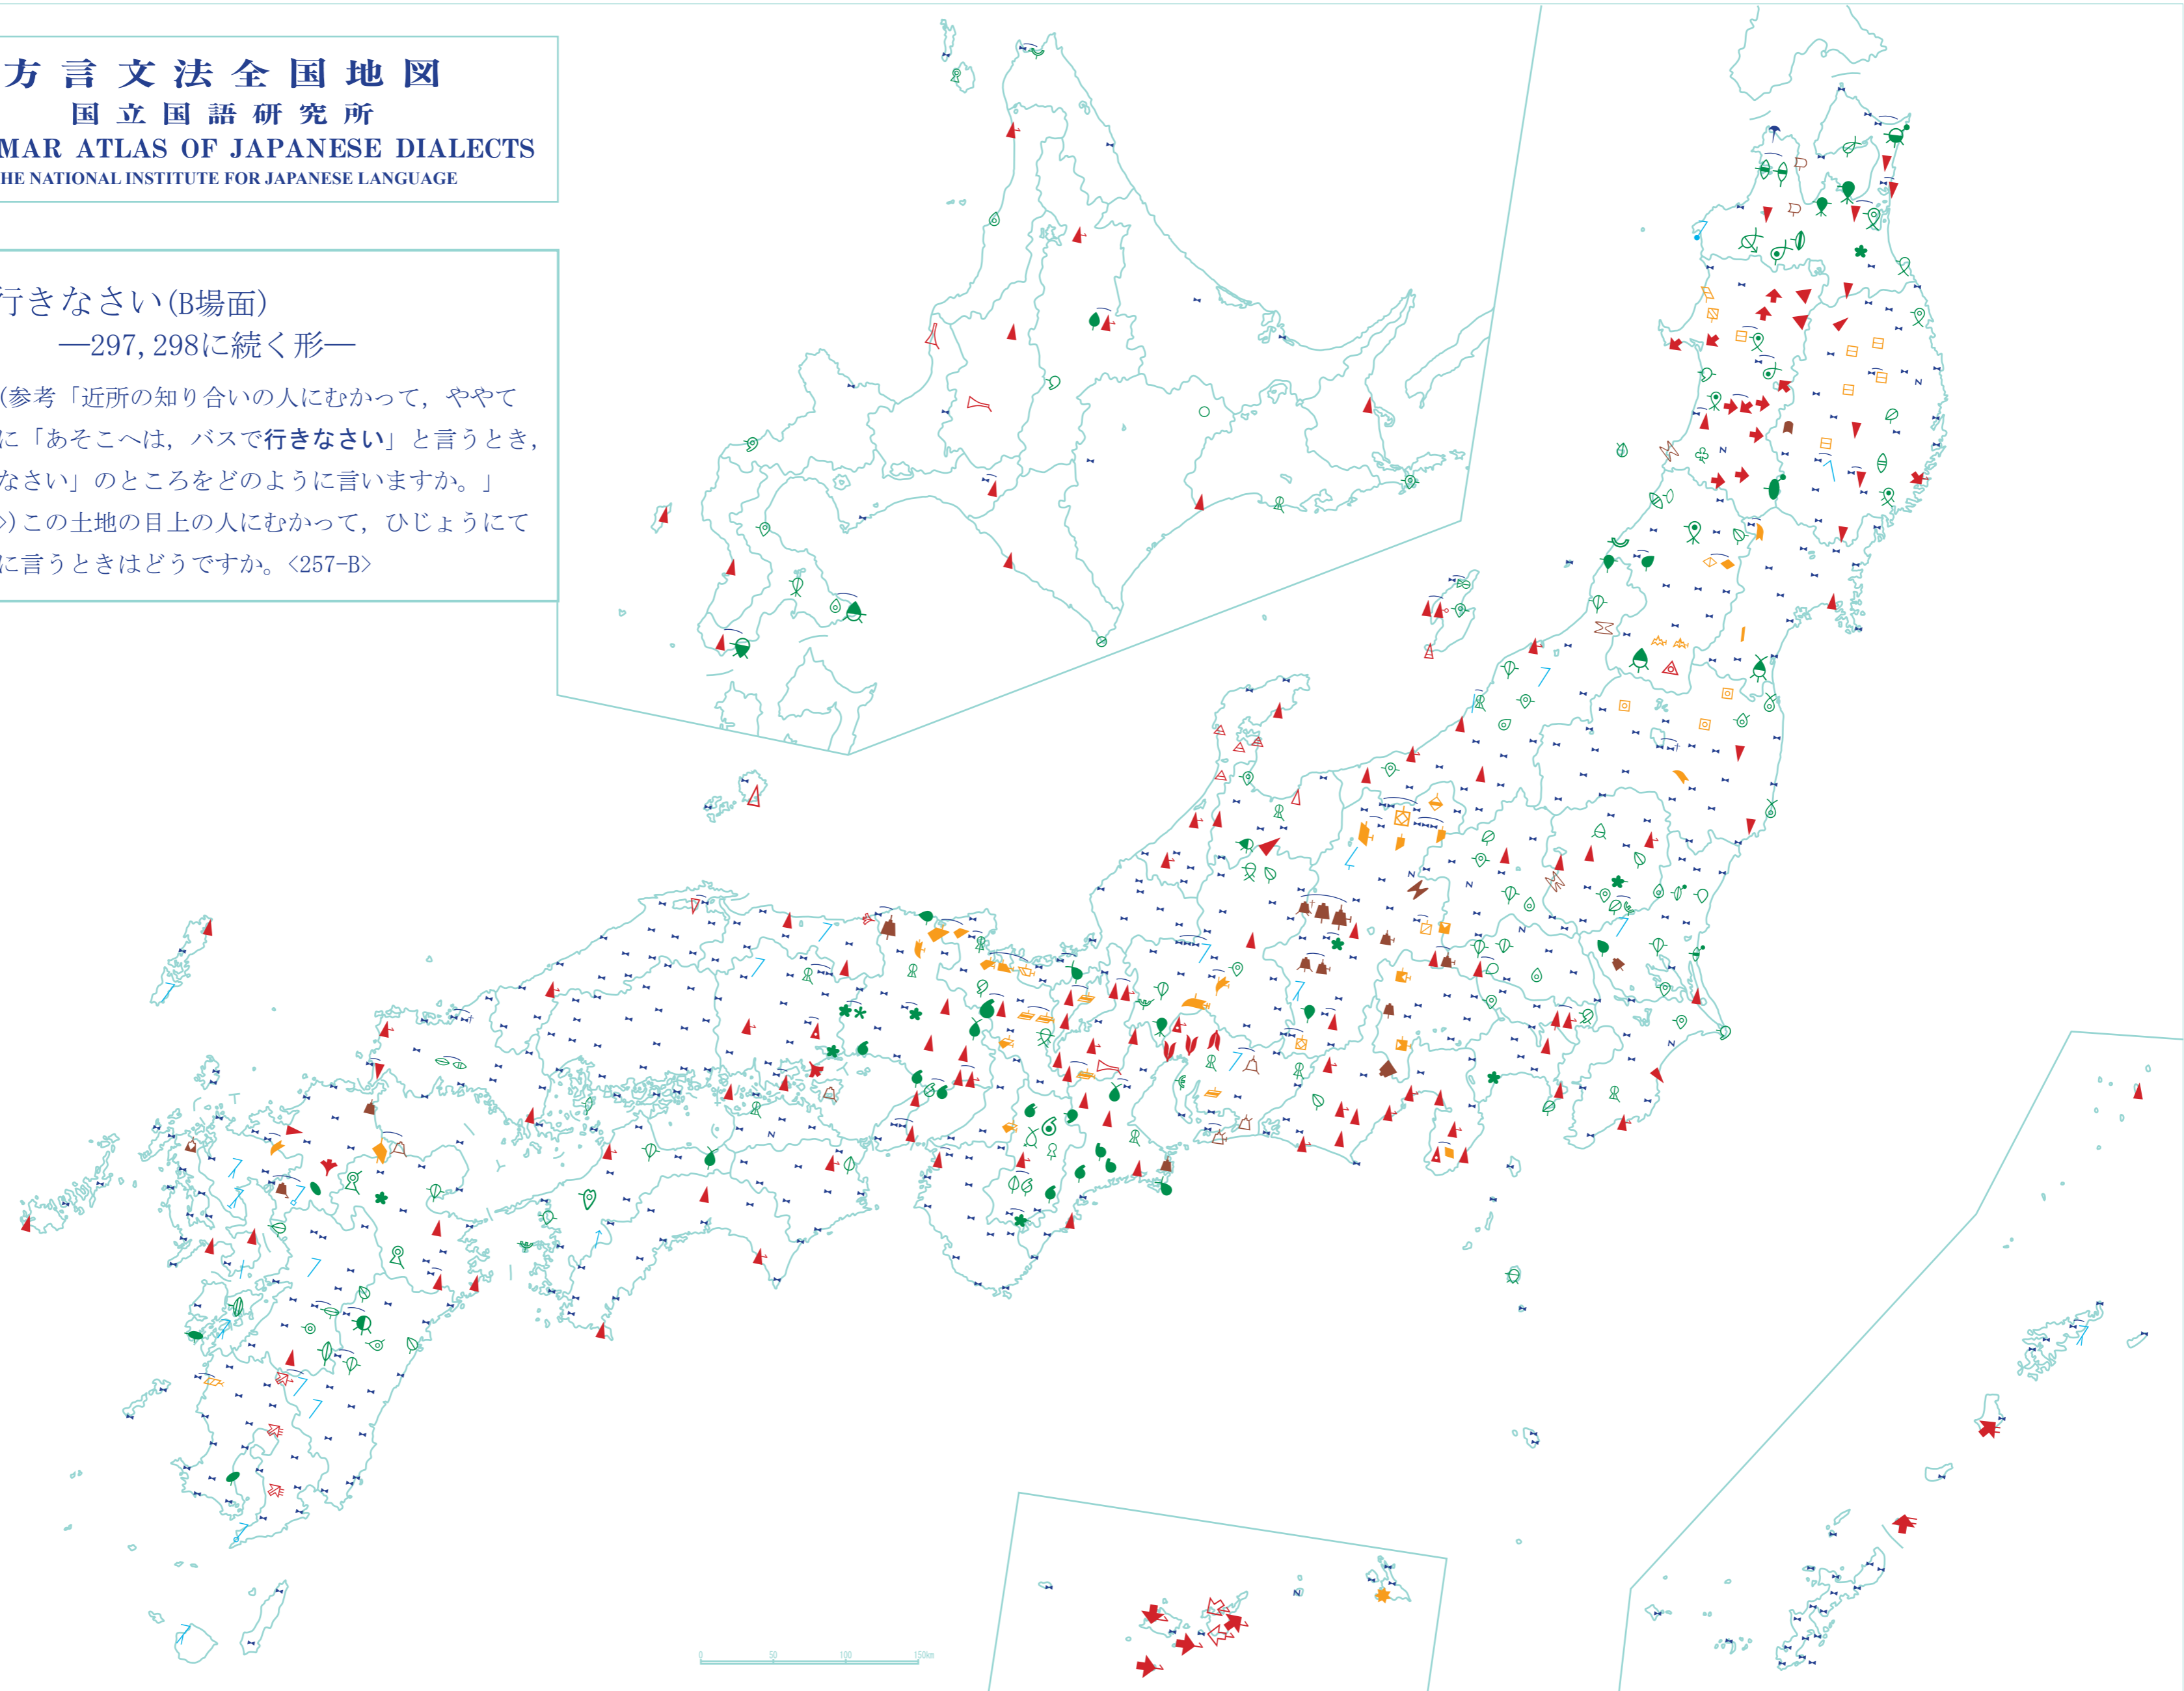 方言文法全国地図
国立国語研究所
MAR ATLAS OF JAPANESE DIALECTS
HE NATIONAL INSTITUTE FOR JAPANESE LANGUAGE
行きなさい(B場面)
―297,298に続く形―
(参考「近所の知り合いの人にむかって，ややて
に「あそこへは，バスで行きなさい」と言うとき，
なさい」のところをどのように言いますか。」
>)この土地の目上の人にむかって，ひじょうにて
に言うときはどうですか。<257-B>
0 50 100 150km